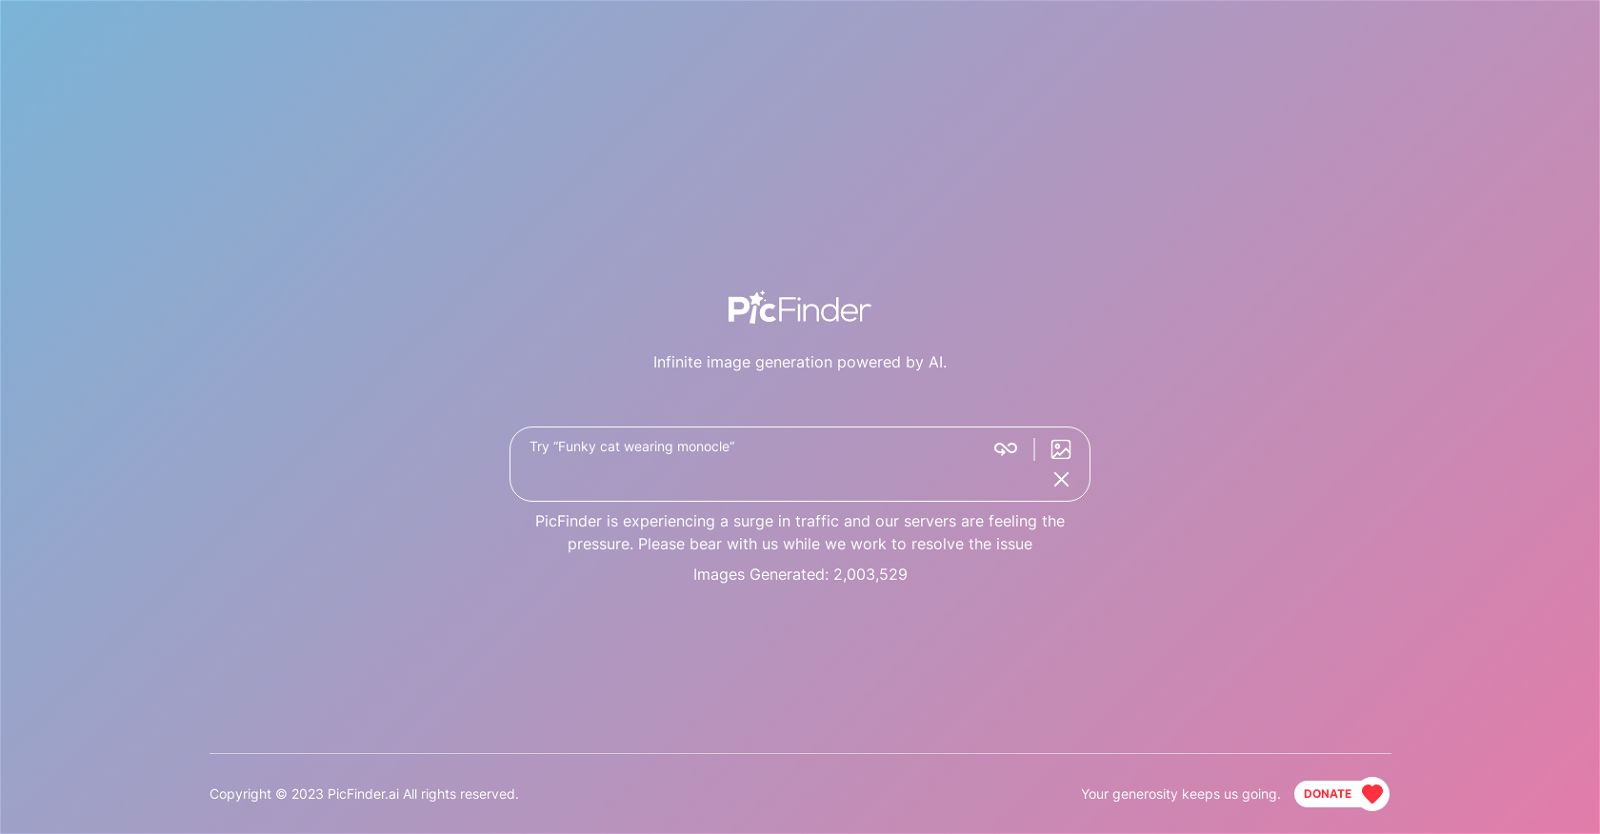 PicFinder
Infinite image generation powered by AI.
Try “Funky cat wearing monocle”
PicFinder is experiencing a surge in traffic and our servers are feeling the
pressure. Please bear with us while we work to resolve the issue
Images Generated: 2,003,529
Copyright © 2023 PicFinder.ai All rights reserved.
Your generosity keeps us going.
DONATE